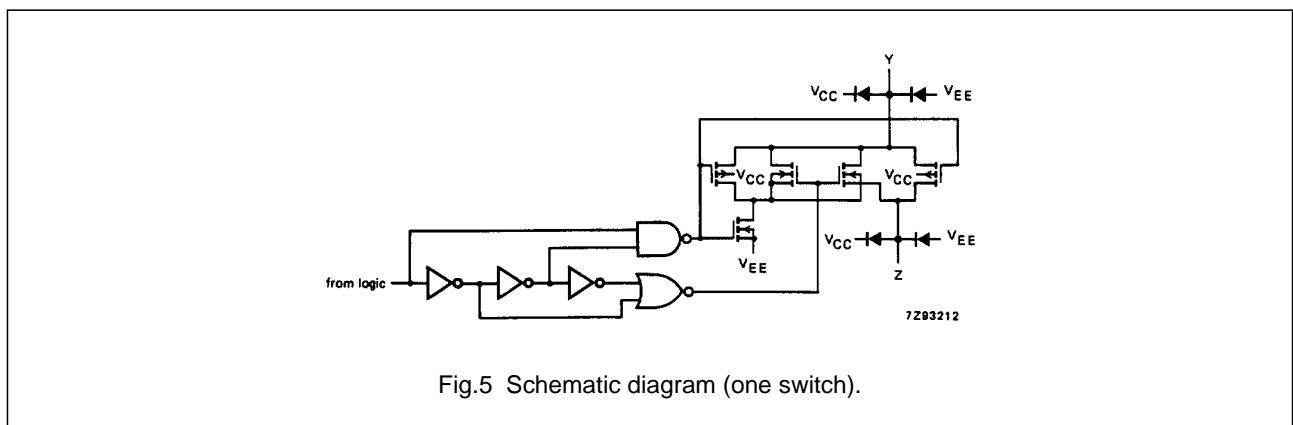 Y
VCC VEE
VCC VCC
VCC VEE
VEE
Z
from logic
7Z93212
Fig.5 Schematic diagram (one switch).